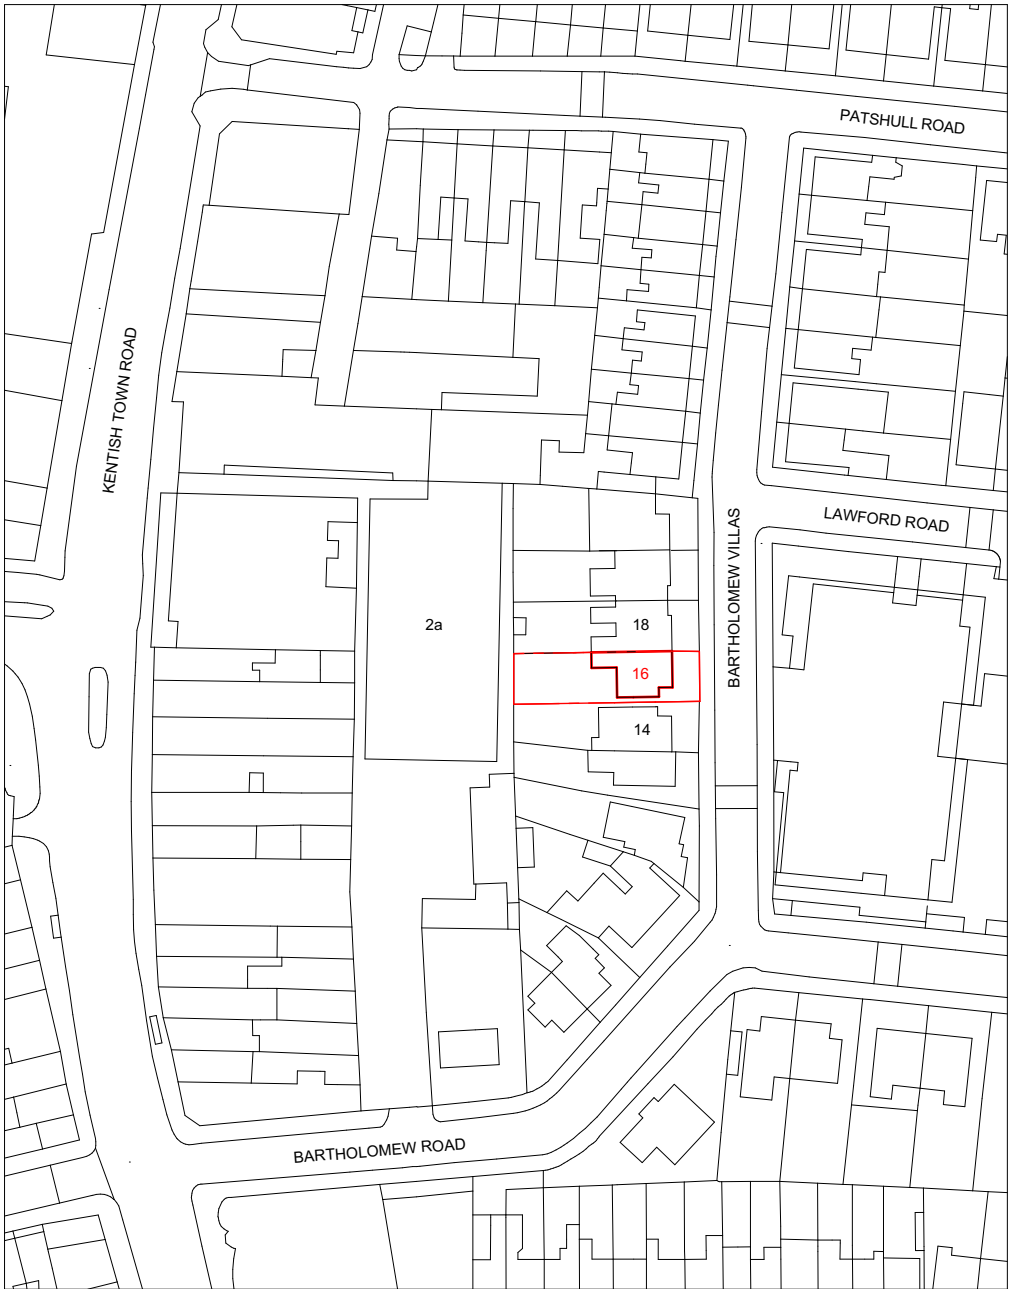 PATSHULL ROAD
KENTISH TOWN ROAD
LAWFORD ROAD
BARTHOLOMEW VILLAS
2a
18
16
14
BARTHOLOMEW ROAD